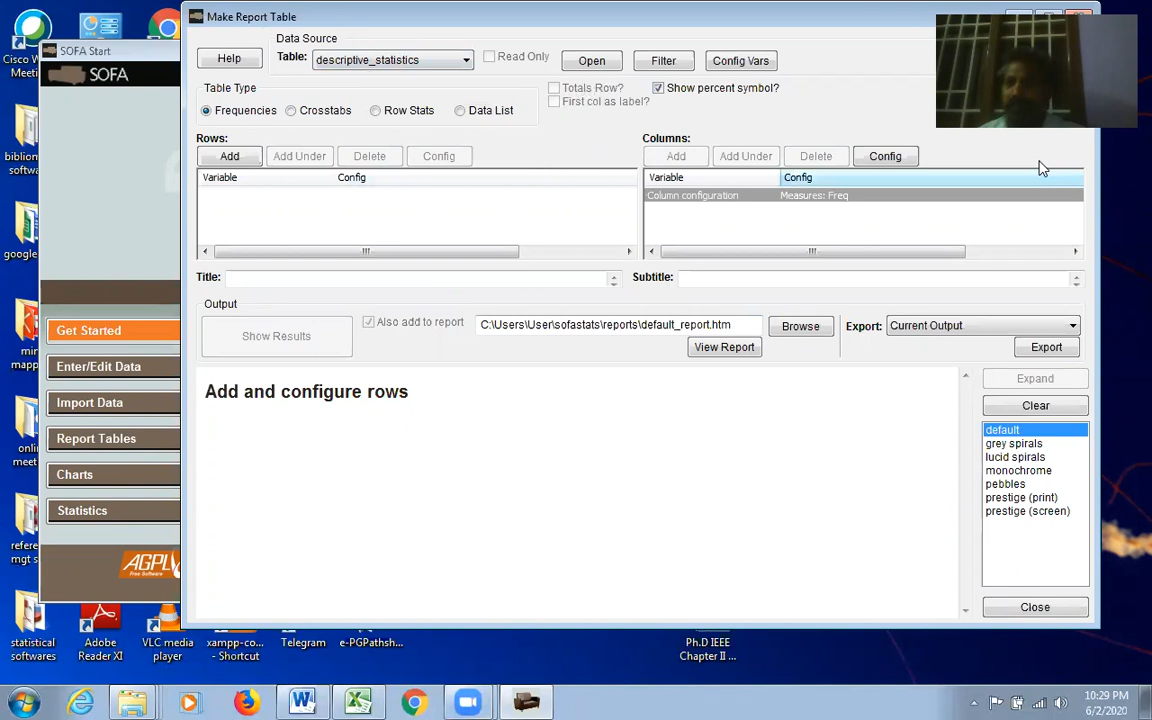 Make Report Table
Cisco W
Meeti
SOFA Start
SOFA
Data Source
Help
Table:
descriptive_statistics
Read Only
Open
Filter
Config Vars
Table Type
Totals Row?
Show percent symbol?
First col as label?
Frequencies
Crosstabs
Row Stats
Data List
Rows:
Add
Add Under
Delete
Config
Variable
Config
Columns:
Add
Add Under
Delete
Config
Variable
Config
Column configuration
Measures: Freq
Title:
Subtitle:
Output
Show Results
Also add to report
C:\Users\User\sofastats\reports\default_report.htm
Browse
Export:
Current Output
View Report
Export
Add and configure rows
Expand
Clear
default
grey spirals
lucid spirals
monochrome
pebbles
prestige (print)
prestige (screen)
Close
Get Started
Enter/Edit Data
Import Data
Report Tables
Charts
Statistics
AGPL
Free Software
bibliom
softwa
google
min
mapp
onli
meet
refere
mgt s
statistical
softwares
Adobe
Reader XI
VLC media
player
xampp-co...
- Shortcut
Telegram
e-PGPathsh...
Ph.D IEEE
Chapter II ...
10:29 PM
6/2/2020